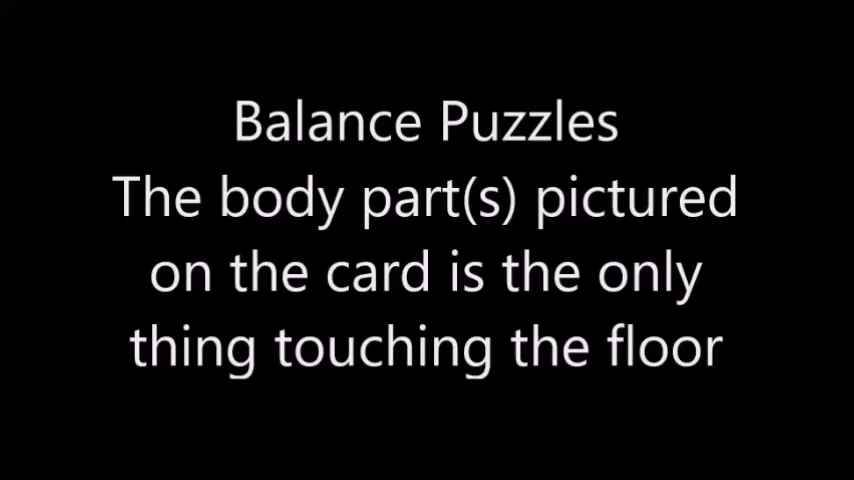 Balance Puzzles
The body part(s) pictured
on the card is the only
thing touching the floor